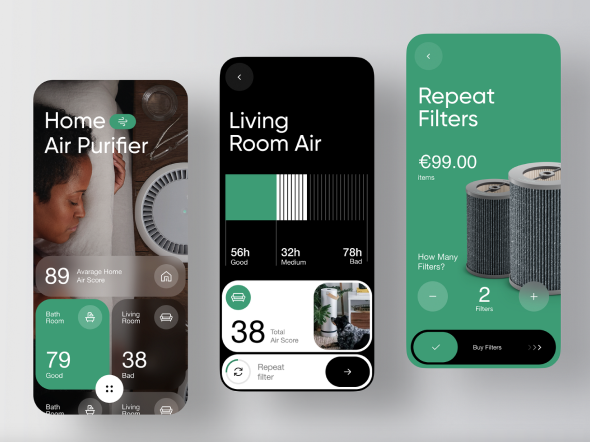 Home
Air Purifier
89
Avarage Home
Air Score
Bath
Room
Living
Room
79
Good
38
Bad
Bath
Room
Living
Room
Living
Room Air
56h
Good
32h
Medium
78h
Bad
38
Total
Air Score
Repeat
filter
Repeat
Filters
€99.00
items
How Many
Filters?
2
Filters
Buy Filters